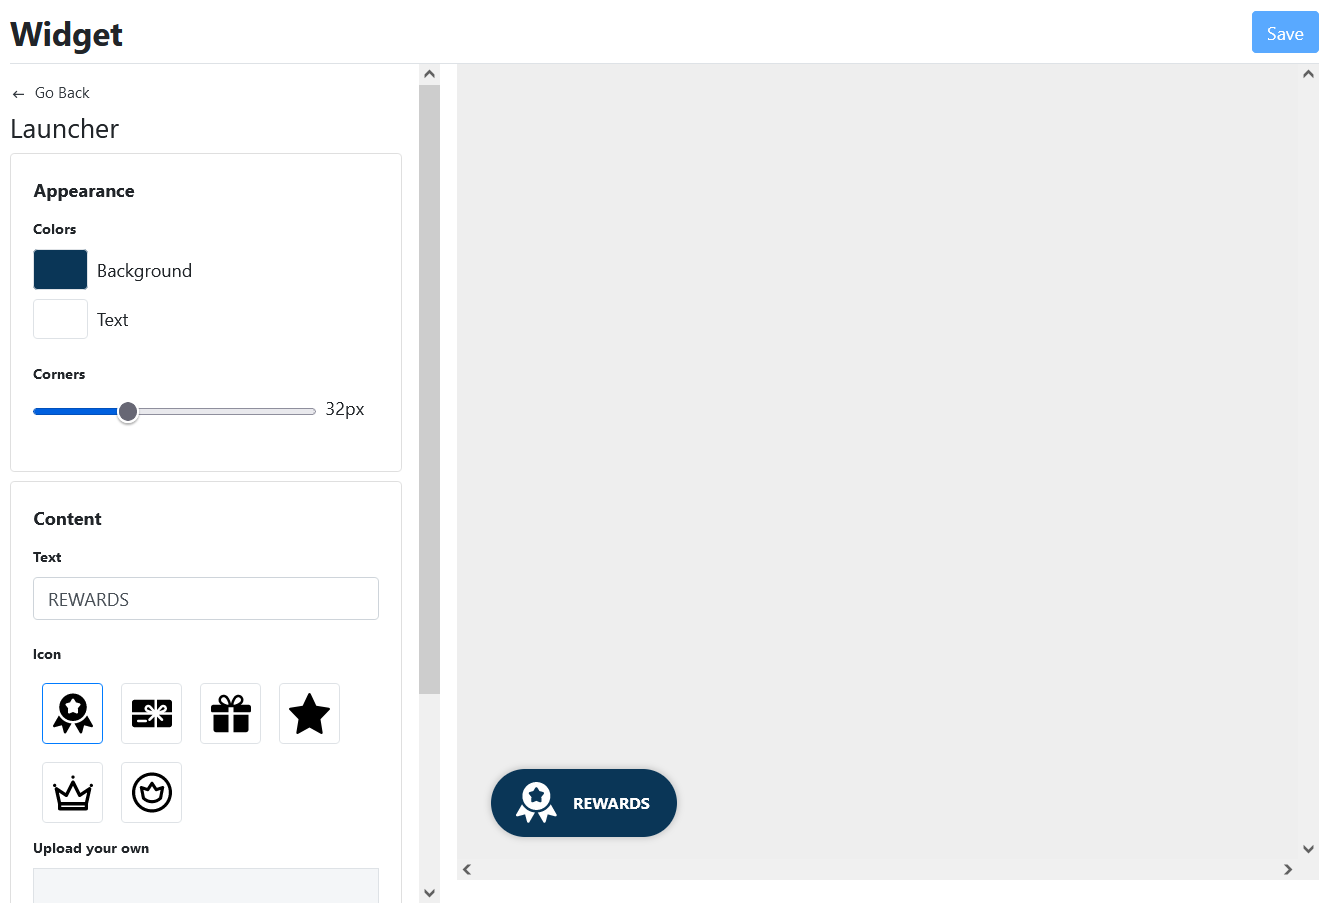 Widget
Save
← Go Back
Launcher
Appearance
Colors
Background
Text
Corners
32px
Content
Text
REWARDS
Icon
Upload your own
REWARDS